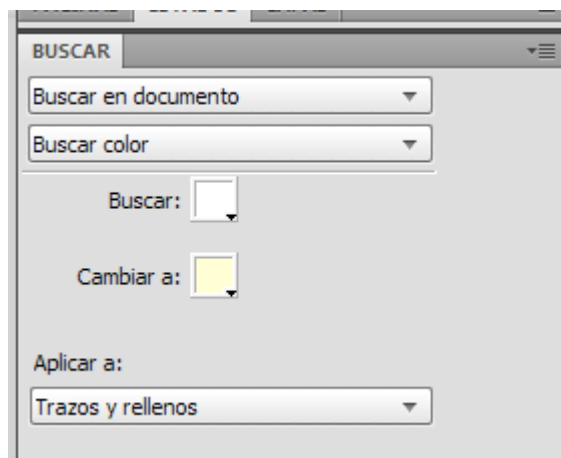 BUSCAR
Buscar en documento
Buscar color
Buscar:
Cambiar a:
Aplicar a:
Trazos y rellenos